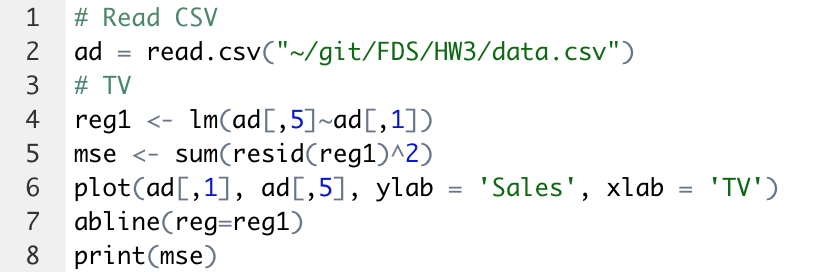 1 # Read CSV
2 ad = read.csv("~/git/FDS/HW3/data.csv")
3 # TV
4 reg1 <- lm(ad[,5]~ad[,1])
5 mse <- sum(resid(reg1)^2)
6 plot(ad[,1], ad[,5], ylab = 'Sales', xlab = 'TV')
7 abline(reg=reg1)
8 print(mse)